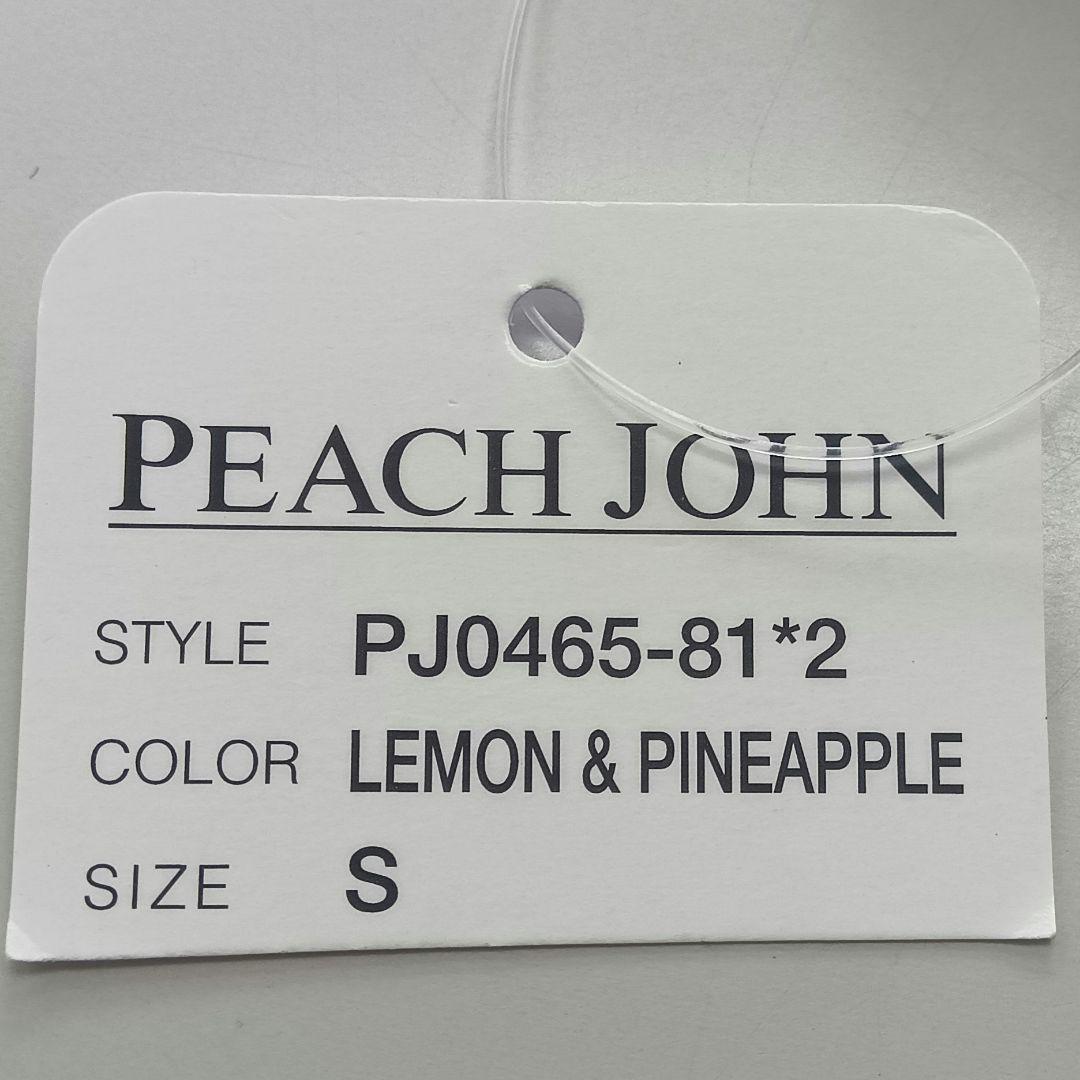 PEACH JOHN
STYLE PJ0465-81*2
COLOR LEMON & PINEAPPLE
SIZE S